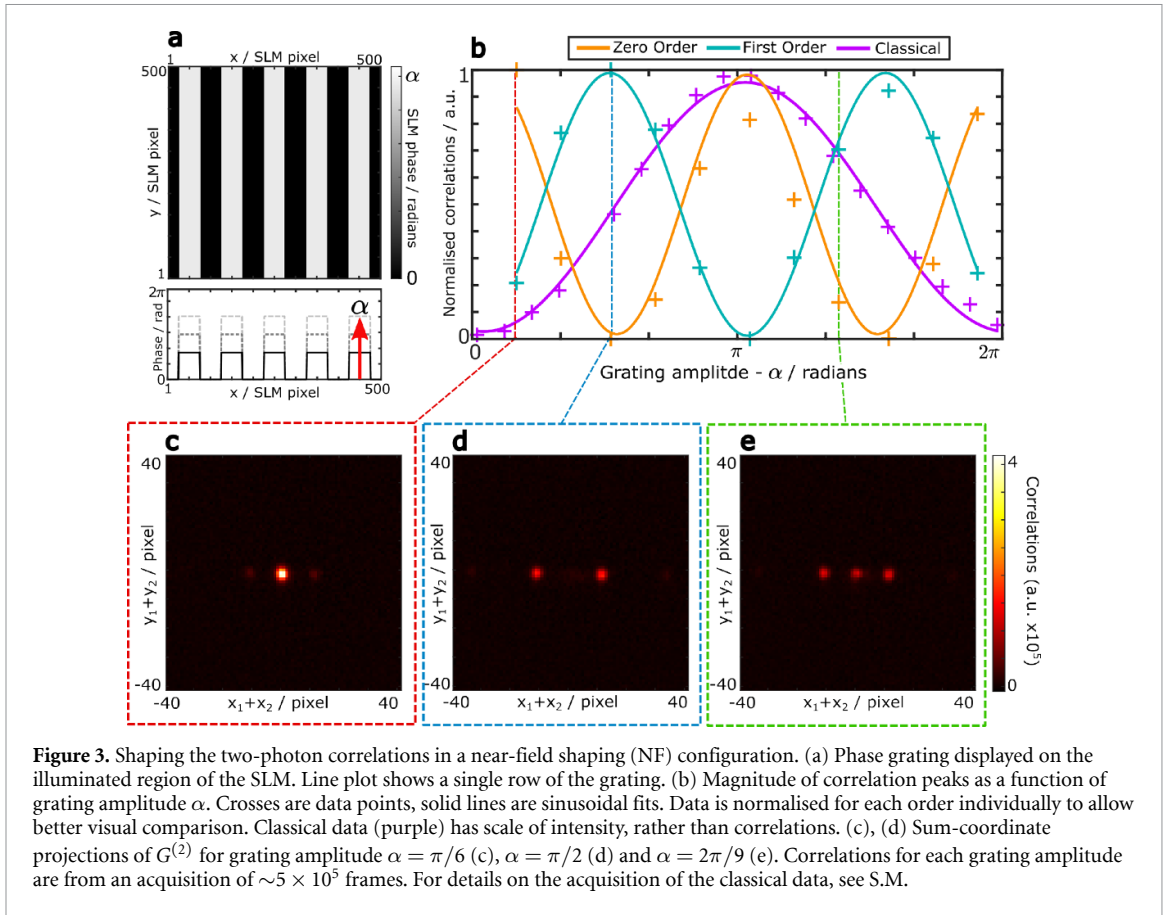 a
1 x / SLM pixel 500
500
y / SLM pixel
1
α
SLM phase / radians
0
2π
Phase / rad
0
α
1 x / SLM pixel 500
b
Zero Order First Order Classical
1
Normalised correlations / a.u.
0
0 π 2π
Grating amplitde - α / radians
c
40
y₁+y₂ / pixel
-40
-40 x₁+x₂ / pixel 40
d
40
y₁+y₂ / pixel
-40
-40 x₁+x₂ / pixel 40
e
40
y₁+y₂ / pixel
-40
-40 x₁+x₂ / pixel 40
4
Correlations (a.u. x10⁵)
0
Figure 3. Shaping the two-photon correlations in a near-field shaping (NF) configuration. (a) Phase grating displayed on the
illuminated region of the SLM. Line plot shows a single row of the grating. (b) Magnitude of correlation peaks as a function of
grating amplitude α. Crosses are data points, solid lines are sinusoidal fits. Data is normalised for each order individually to allow
better visual comparison. Classical data (purple) has scale of intensity, rather than correlations. (c), (d) Sum-coordinate
projections of G⁽²⁾ for grating amplitude α = π/6 (c), α = π/2 (d) and α = 2π/9 (e). Correlations for each grating amplitude
are from an acquisition of ∼5 × 10⁵ frames. For details on the acquisition of the classical data, see S.M.